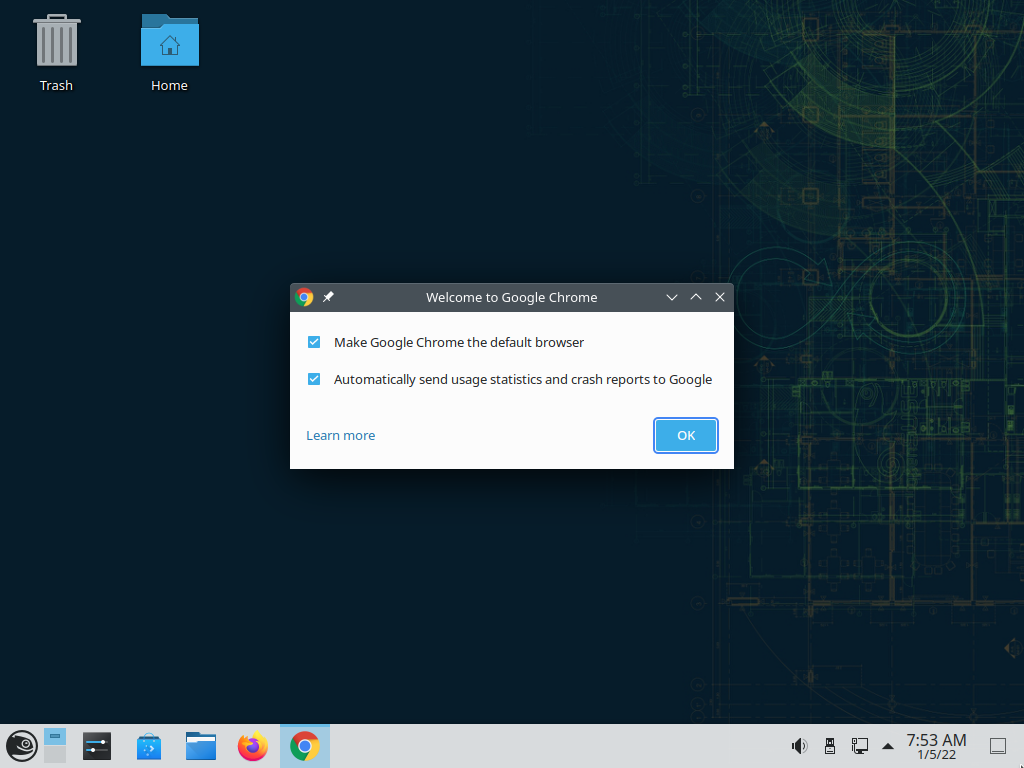 Trash
Home
Welcome to Google Chrome
Make Google Chrome the default browser
Automatically send usage statistics and crash reports to Google
Learn more
OK
7:53 AM
1/5/22